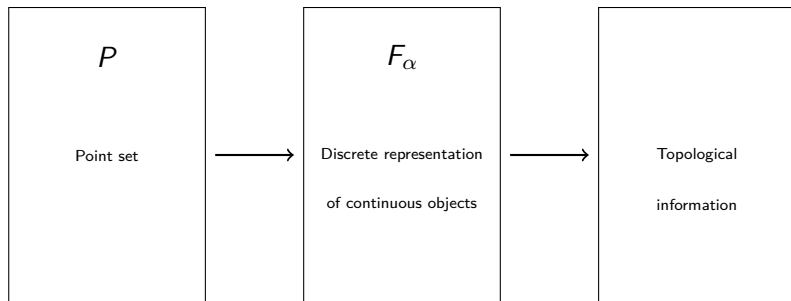 P
Point set
F_α
Discrete representation
of continuous objects
Topological
information